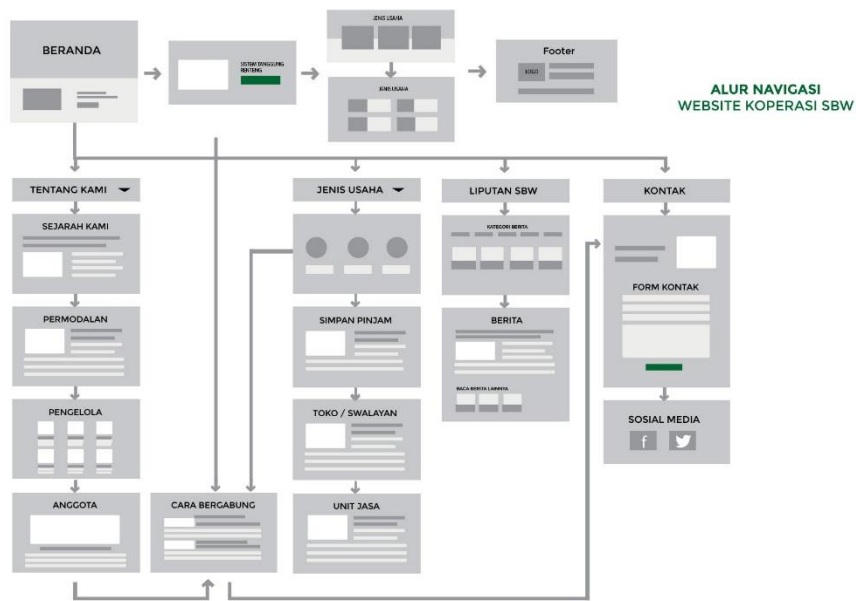 BERANDA
SISTEM TANGGUNG
RENTENG
JENIS USAHA
JENIS USAHA
Footer
LOGO
ALUR NAVIGASI
WEBSITE KOPERASI SBW
TENTANG KAMI
JENIS USAHA
LIPUTAN SBW
KONTAK
SEJARAH KAMI
KATEGORI BERITA
FORM KONTAK
PERMODALAN
SIMPAN PINJAM
BERITA
BACA BERITA LAINNYA
PENGELOLA
TOKO / SWALAYAN
SOSIAL MEDIA
f
ANGGOTA
CARA BERGABUNG
UNIT JASA